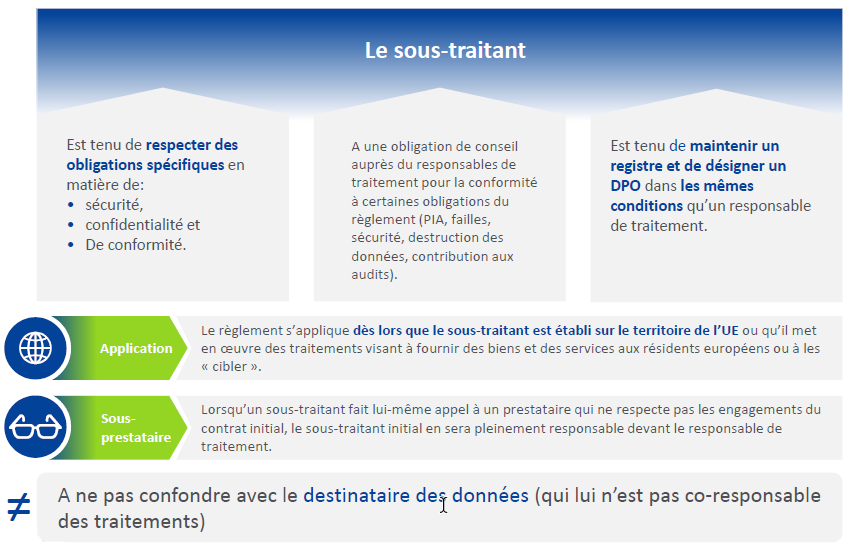 Le sous-traitant
Est tenu de respecter des
obligations spécifiques en
matière de:
• sécurité,
• confidentialité et
• De conformité.
A une obligation de conseil
auprès du responsables de
traitement pour la conformité
à certaines obligations du
règlement (PIA, failles,
sécurité, destruction des
données, contribution aux
audits).
Est tenu de maintenir un
registre et de désigner un
DPO dans les mêmes
conditions qu’un responsable
de traitement.
Application
Le règlement s’applique dès lors que le sous-traitant est établi sur le territoire de l’UE ou qu’il met
en œuvre des traitements visant à fournir des biens et des services aux résidents européens ou à les
« cibler ».
Sous-
prestataire
Lorsqu’un sous-traitant fait lui-même appel à un prestataire qui ne respecte pas les engagements du
contrat initial, le sous-traitant initial en sera pleinement responsable devant le responsable de
traitement.
≠
A ne pas confondre avec le destinataire des données (qui lui n’est pas co-responsable
des traitements)